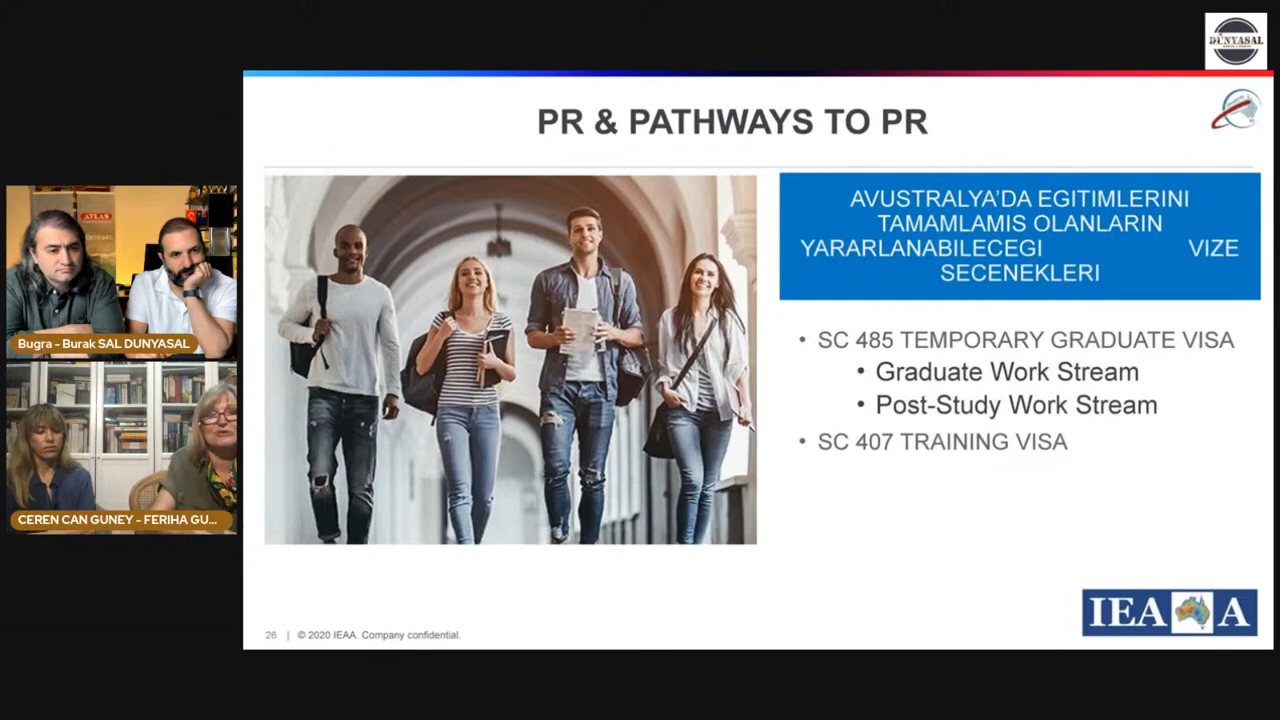 DÜNYASAL
PR & PATHWAYS TO PR
AVUSTRALYA’DA EGITIMLERINI
TAMAMLAMIS OLANLARIN
YARARLANABILECEGI VIZE
SECENEKLERI
• SC 485 TEMPORARY GRADUATE VISA
• Graduate Work Stream
• Post-Study Work Stream
• SC 407 TRAINING VISA
ATLAS
Bugra - Burak SAL DUNYASAL
CEREN CAN GUNEY - FERIHA GU...
26 | © 2020 IEAA. Company confidential.
IEAA